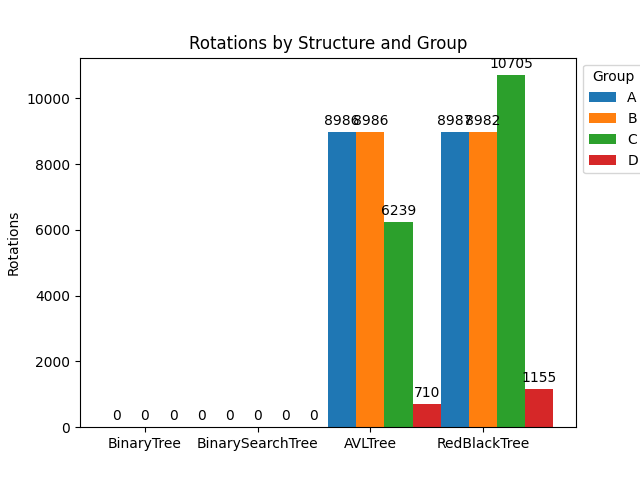 Rotations by Structure and Group
Rotations
10000
8000
6000
4000
2000
0
0 0 0 0 0 0 0 0
8986 8986 6239 710
8987 8982 10705 1155
BinaryTree BinarySearchTree AVLTree RedBlackTree
Group
A
B
C
D